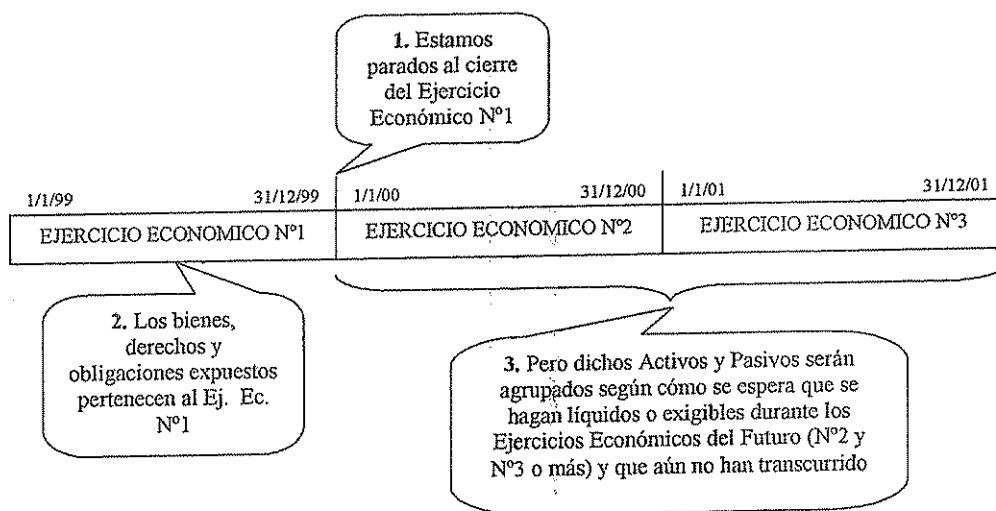 1. Estamos
parados al cierre
del Ejercicio
Económico Nº1
1/1/99 31/12/99 1/1/00 31/12/00 1/1/01 31/12/01
EJERCICIO ECONOMICO Nº1 EJERCICIO ECONOMICO Nº2 EJERCICIO ECONOMICO Nº3
2. Los bienes,
derechos y
obligaciones expuestos
pertenecen al Ej. Ec.
Nº1
3. Pero dichos Activos y Pasivos serán
agrupados según cómo se espera que se
hagan líquidos o exigibles durante los
Ejercicios Económicos del Futuro (Nº2 y
Nº3 o más) y que aún no han transcurrido